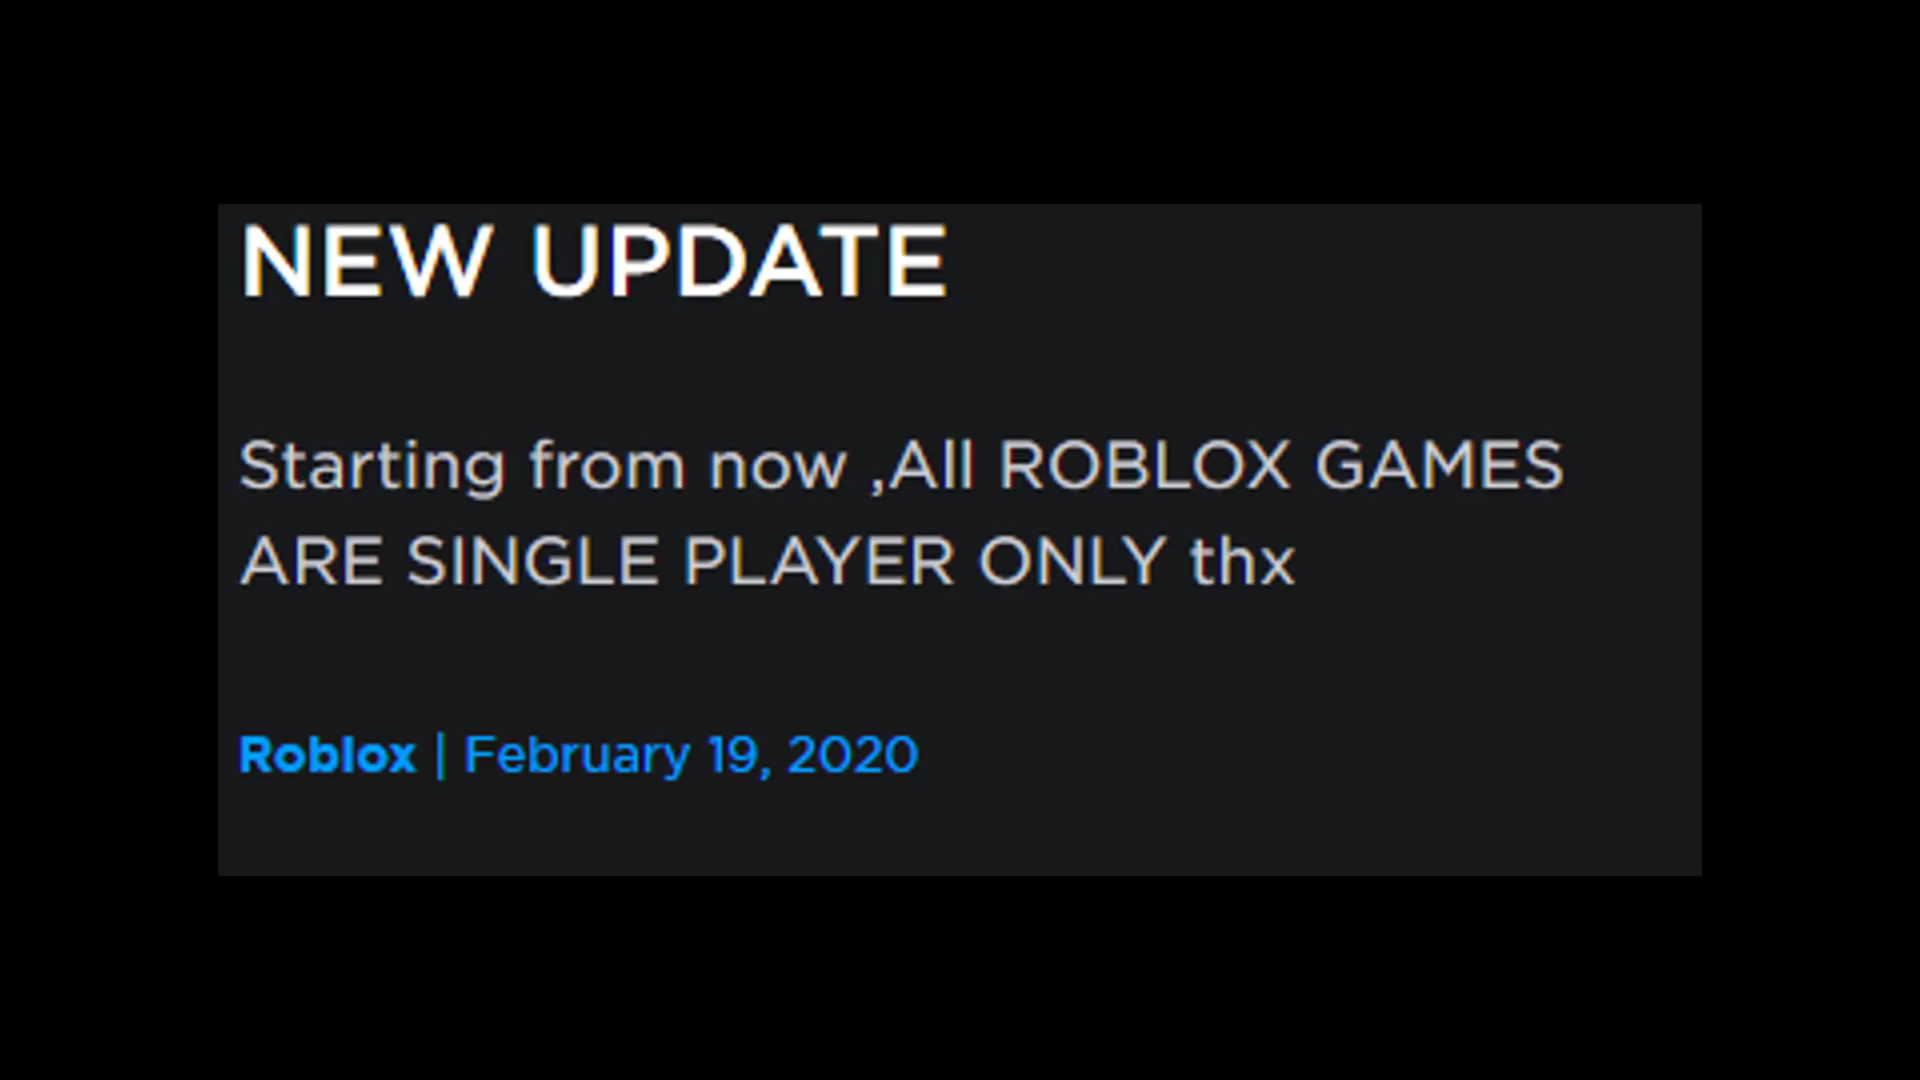 NEW UPDATE
Starting from now ,All ROBLOX GAMES
ARE SINGLE PLAYER ONLY thx
Roblox | February 19, 2020